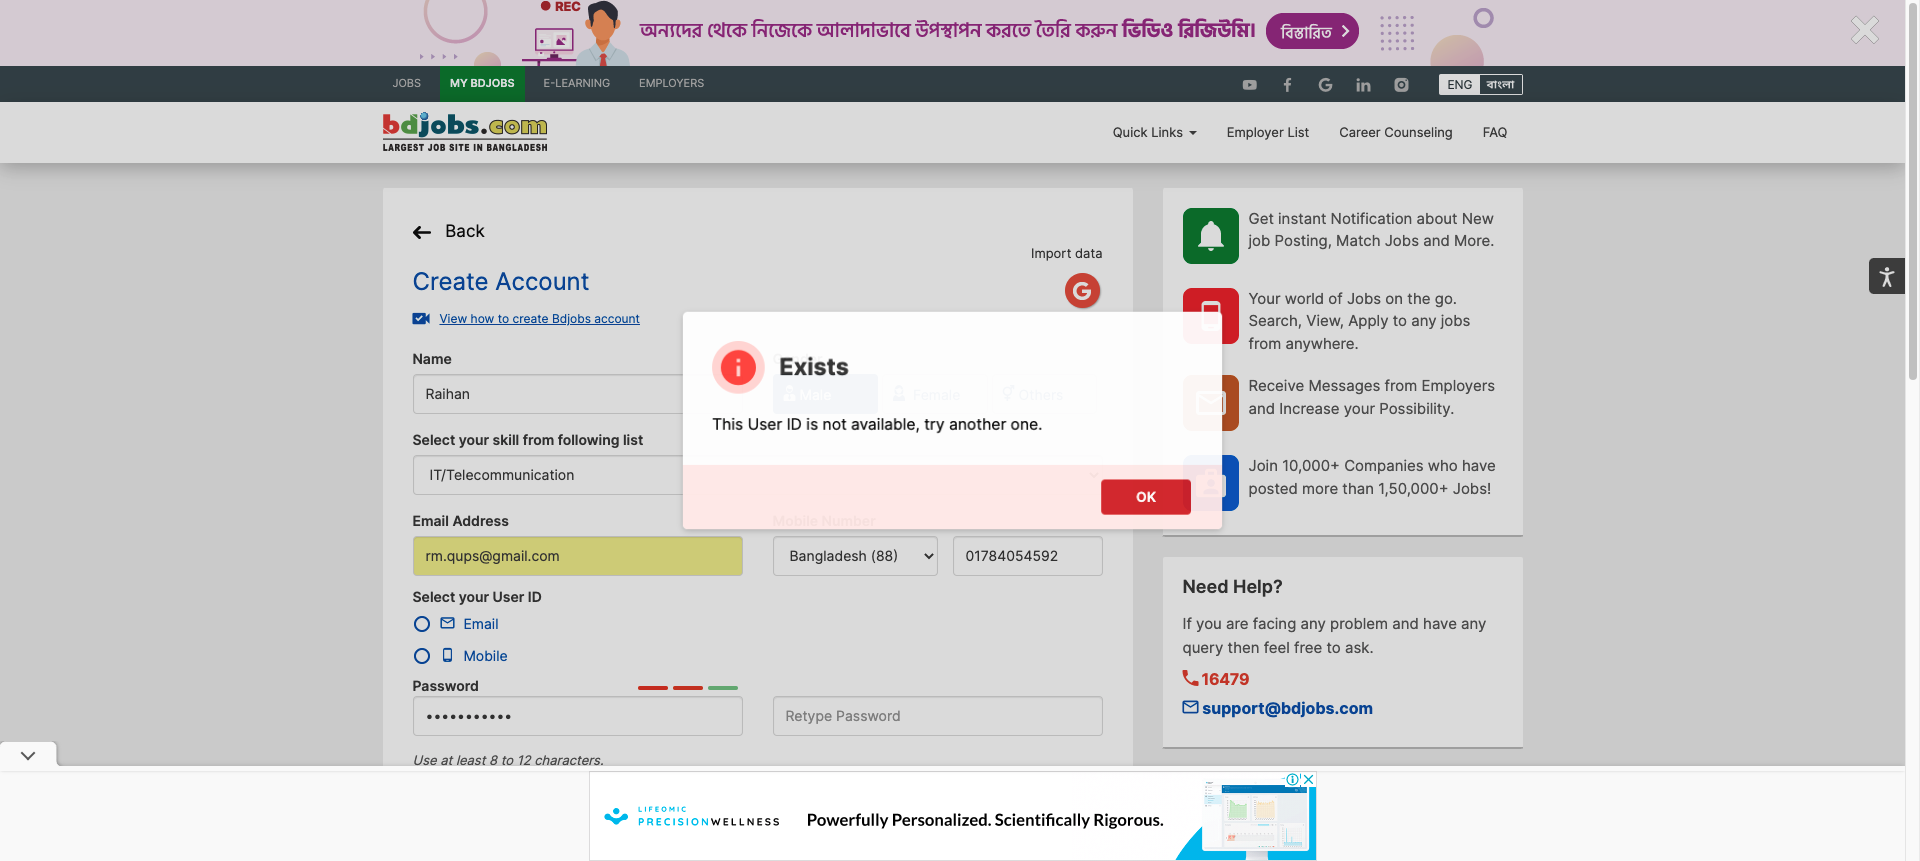 REC
অন্যদের থেকে নিজেকে আলাদাভাবে উপস্থাপন করতে তৈরি করুন ভিডিও রিজিউমি!
বিস্তারিত
JOBS
MY BDJOBS
E-LEARNING
EMPLOYERS
ENG
বাংলা
bdjobs.com
LARGEST JOB SITE IN BANGLADESH
Quick Links
Employer List
Career Counseling
FAQ
Back
Import data
Create Account
View how to create Bdjobs account
Name
Raihan
Male
Female
Others
Select your skill from following list
IT/Telecommunication
Exists
This User ID is not available, try another one.
OK
Email Address
Mobile Number
rm.qups@gmail.com
Bangladesh (88)
01784054592
Select your User ID
Email
Mobile
Password
•••••••••••
Retype Password
Use at least 8 to 12 characters.
Get instant Notification about New
job Posting, Match Jobs and More.
Your world of Jobs on the go.
Search, View, Apply to any jobs
from anywhere.
Receive Messages from Employers
and Increase your Possibility.
Join 10,000+ Companies who have
posted more than 1,50,000+ Jobs!
Need Help?
If you are facing any problem and have any
query then feel free to ask.
16479
support@bdjobs.com
LIFEOMIC
PRECISIONWELLNESS
Powerfully Personalized. Scientifically Rigorous.